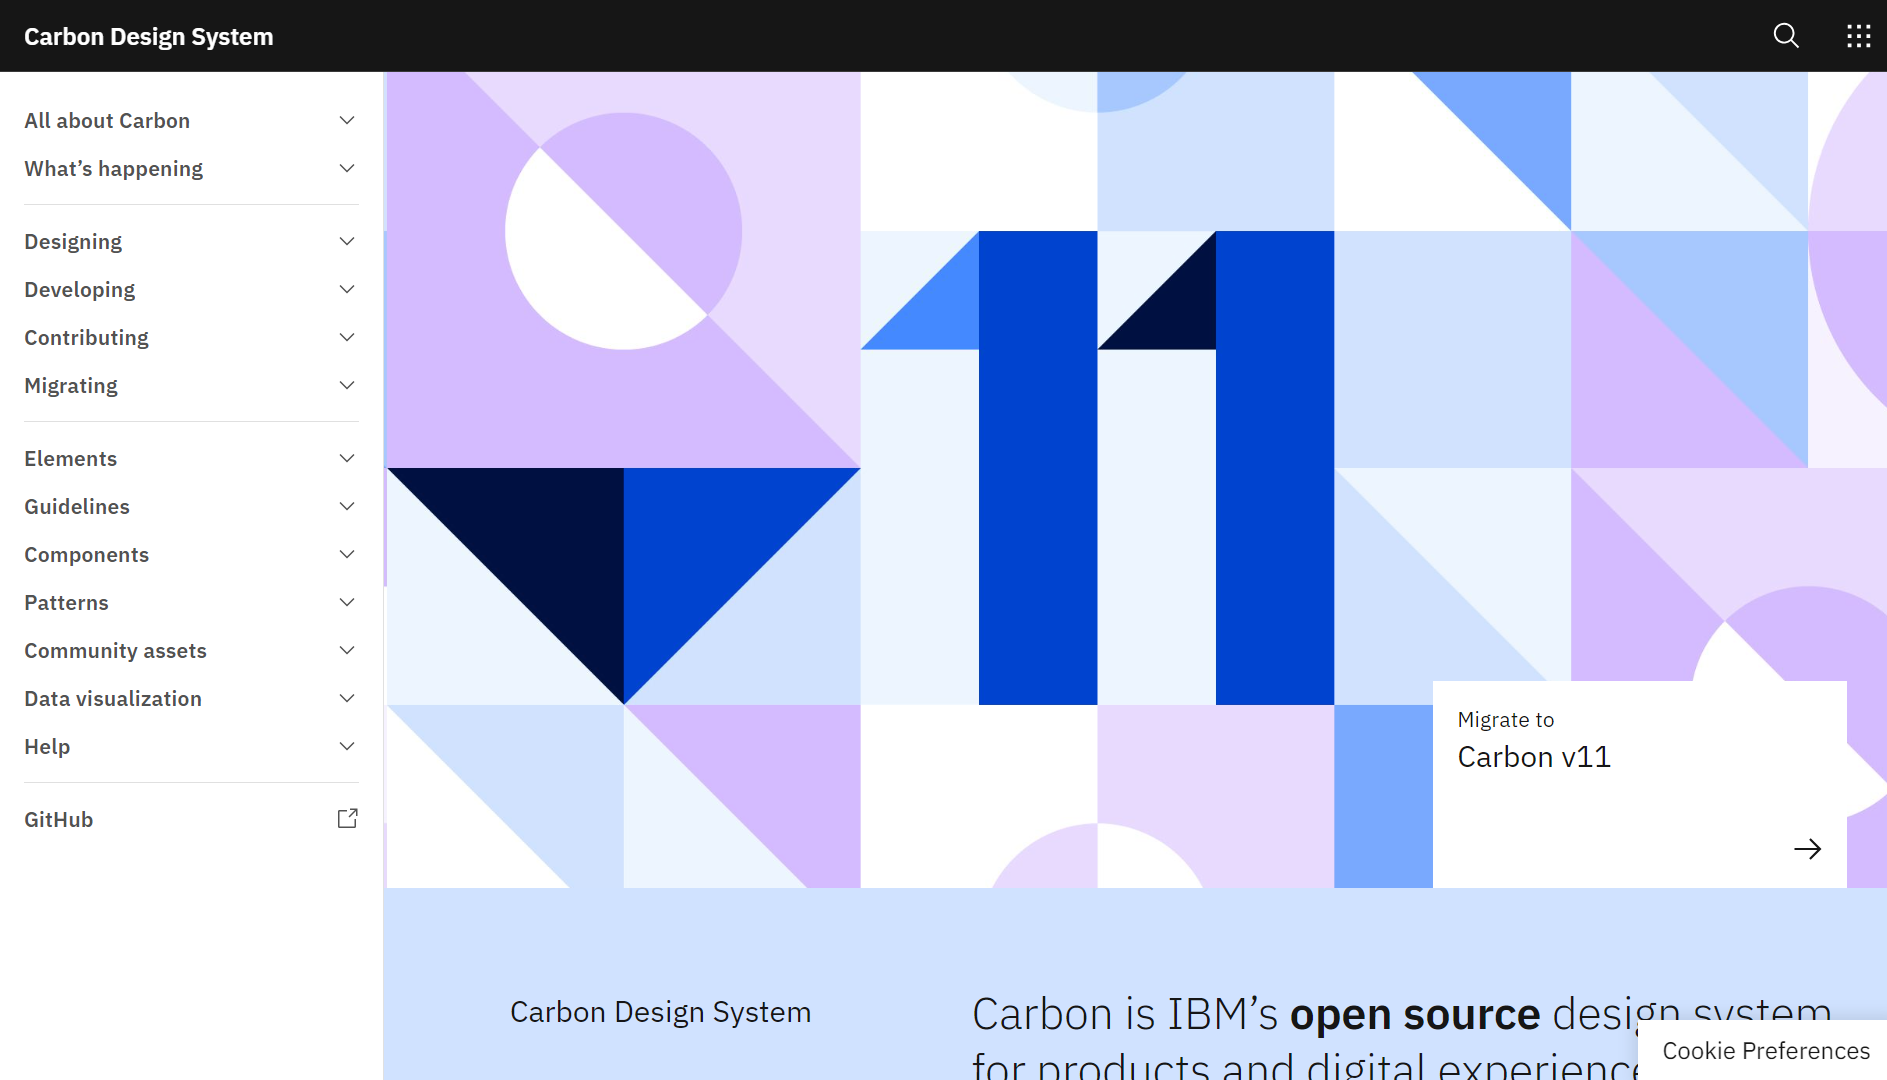 Carbon Design System
All about Carbon
What’s happening
Designing
Developing
Contributing
Migrating
Elements
Guidelines
Components
Patterns
Community assets
Data visualization
Help
GitHub
11
Migrate to
Carbon v11
Carbon Design System
Carbon is IBM’s open source design system
for products and digital experience
Cookie Preferences